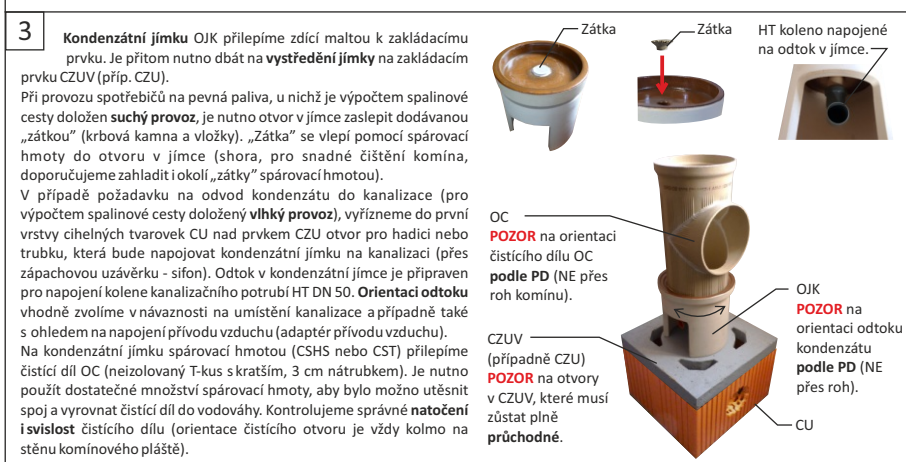 3
Kondenzátní jímku OJK přilepíme zdící maltou k zakládacímu
prvku. Je přitom nutno dbát na vystředění jímky na zakládacím
prvku CZUV (příp. CZU).
Při provozu spotřebičů na pevná paliva, u nichž je výpočtem spalinové
cesty doložen suchý provoz, je nutno otvor v jímce zaslepit dodávanou
„zátkou" (krbová kamna a vložky). „Zátka" se vlepí pomocí spárovací
hmoty do otvoru v jímce (shora, pro snadné čištění komína,
doporučujeme zahladit i okolí „zátky" spárovací hmotou).
V případě požadavku na odvod kondenzátu do kanalizace (pro
výpočtem spalinové cesty doložený vlhký provoz), vyřízneme do první
vrstvy cihelných tvarovek CU nad prvkem CZU otvor pro hadici nebo
trubku, která bude napojovat kondenzátní jímku na kanalizaci (přes
zápachovou uzávěrku - sifon). Odtok v kondenzátní jímce je připraven
pro napojení kolene kanalizačního potrubí HT DN 50. Orientaci odtoku
vhodně zvolíme v návaznosti na umístění kanalizace a případně také
s ohledem na napojení přívodu vzduchu (adaptér přívodu vzduchu).
Na kondenzátní jímku spárovací hmotou (CSHS nebo CST) přilepíme
čistící díl OC (neizolovaný T-kus s kratším, 3 cm nátrubkem). Je nutno
použít dostatečné množství spárovací hmoty, aby bylo možno utěsnit
spoj a vyrovnat čistící díl do vodováhy. Kontrolujeme správné natočení
i svislost čistícího dílu (orientace čistícího otvoru je vždy kolmo na
stěnu komínového pláště).
Zátka
Zátka
HT koleno napojené
na odtok v jímce.
OC
POZOR na orientaci
čistícího dílu OC
podle PD (NE přes
roh komínu).
CZUV
(případně CZU)
POZOR na otvory
v CZUV, které musí
zůstat plně
průchodné.
OJK
POZOR na
orientaci odtoku
kondenzátu
podle PD (NE
přes roh).
CU